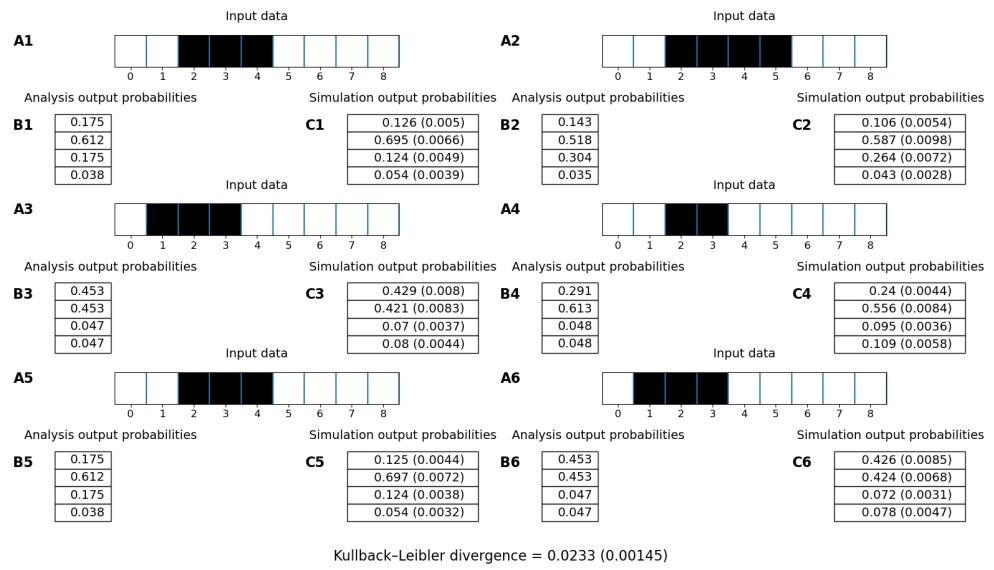 Input data
Input data
A1
A2
0 1 2 3 4 5 6 7 8
0 1 2 3 4 5 6 7 8
Analysis output probabilities
Simulation output probabilities
Analysis output probabilities
Simulation output probabilities
B1
0.175
0.612
0.175
0.038
C1
0.126 (0.005)
0.695 (0.0066)
0.124 (0.0049)
0.054 (0.0039)
B2
0.143
0.518
0.304
0.035
C2
0.106 (0.0054)
0.587 (0.0098)
0.264 (0.0072)
0.043 (0.0028)
Input data
Input data
A3
A4
0 1 2 3 4 5 6 7 8
0 1 2 3 4 5 6 7 8
Analysis output probabilities
Simulation output probabilities
Analysis output probabilities
Simulation output probabilities
B3
0.453
0.453
0.047
0.047
C3
0.429 (0.008)
0.421 (0.0083)
0.07 (0.0037)
0.08 (0.0044)
B4
0.291
0.613
0.048
0.048
C4
0.24 (0.0044)
0.556 (0.0084)
0.095 (0.0036)
0.109 (0.0058)
Input data
Input data
A5
A6
0 1 2 3 4 5 6 7 8
0 1 2 3 4 5 6 7 8
Analysis output probabilities
Simulation output probabilities
Analysis output probabilities
Simulation output probabilities
B5
0.175
0.612
0.175
0.038
C5
0.125 (0.0044)
0.697 (0.0072)
0.124 (0.0038)
0.054 (0.0032)
B6
0.453
0.453
0.047
0.047
C6
0.426 (0.0085)
0.424 (0.0068)
0.072 (0.0031)
0.078 (0.0047)
Kullback–Leibler divergence = 0.0233 (0.00145)